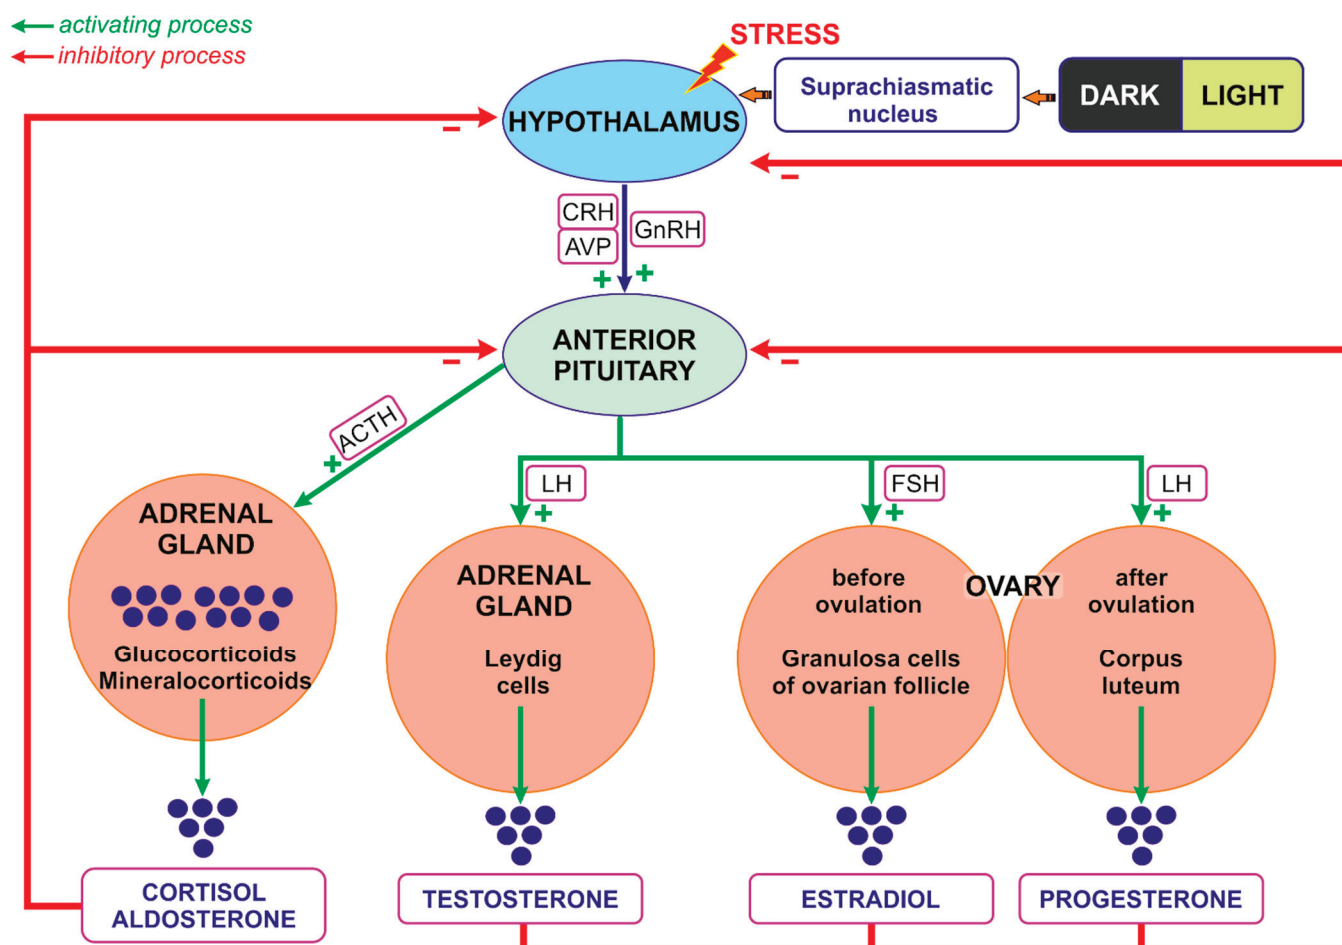 activating process
inhibitory process
STRESS
HYPOTHALAMUS
Suprachiasmatic
nucleus
DARK
LIGHT
–
–
CRH
AVP
GnRH
+
+
ANTERIOR
PITUITARY
–
–
ACTH
+
LH
+
FSH
+
LH
+
ADRENAL
GLAND
Glucocorticoids
Mineralocorticoids
ADRENAL
GLAND
Leydig
cells
before
ovulation
Granulosa cells
of ovarian follicle
OVARY
after
ovulation
Corpus
luteum
CORTISOL
ALDOSTERONE
TESTOSTERONE
ESTRADIOL
PROGESTERONE